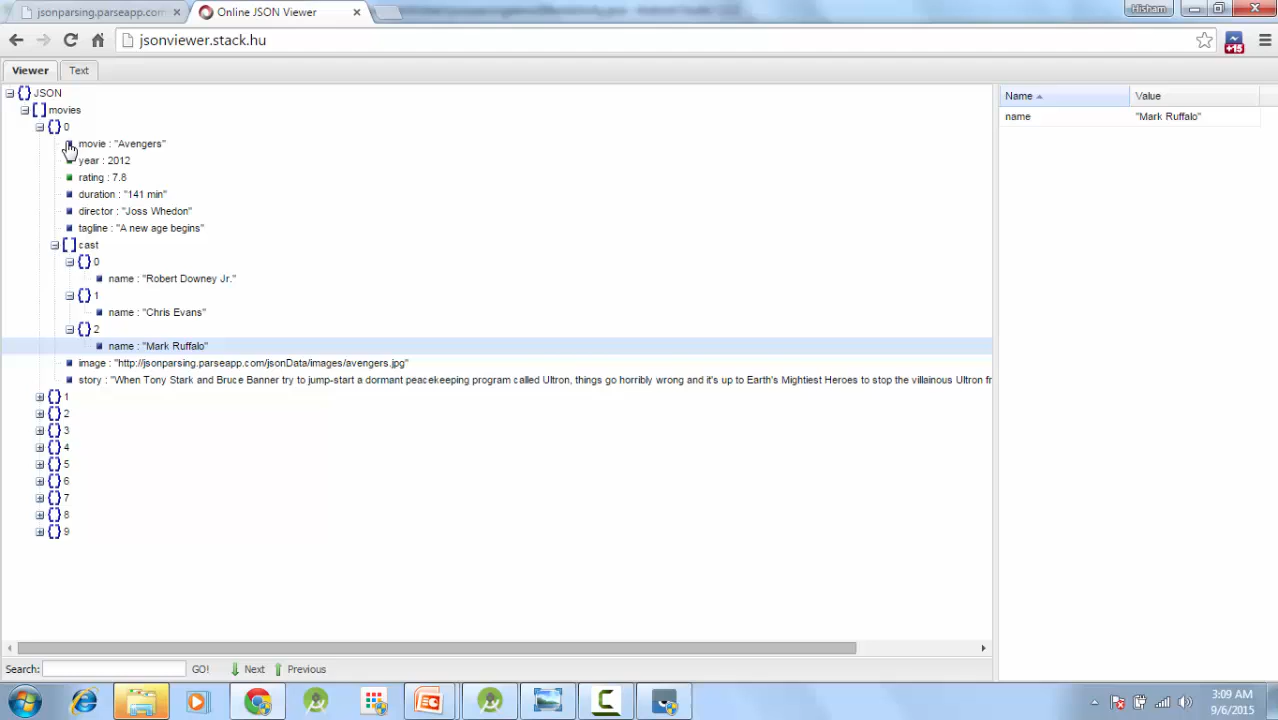 jsonparsing.parseapp.com
Online JSON Viewer
Hisham
jsonviewer.stack.hu
+15
Viewer
Text
JSON
movies
0
movie : "Avengers"
year : 2012
rating : 7.8
duration : "141 min"
director : "Joss Whedon"
tagline : "A new age begins"
cast
0
name : "Robert Downey Jr."
1
name : "Chris Evans"
2
name : "Mark Ruffalo"
image : "http://jsonparsing.parseapp.com/jsonData/images/avengers.jpg"
story : "When Tony Stark and Bruce Banner try to jump-start a dormant peacekeeping program called Ultron, things go horribly wrong and it's up to Earth's Mightiest Heroes to stop the villainous Ultron fr
1
2
3
4
5
6
7
8
9
Name
Value
name
"Mark Ruffalo"
Search:
GO!
Next
Previous
3:09 AM
9/6/2015